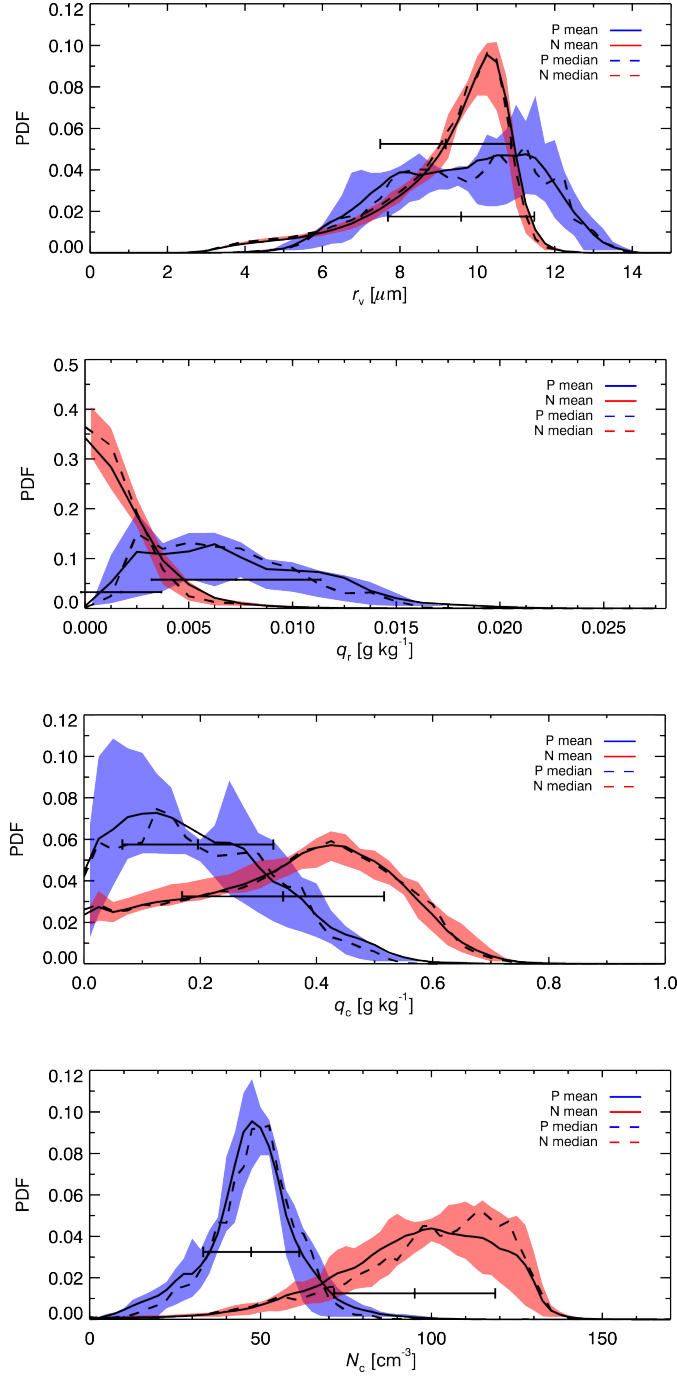 0.12
0.10
0.08
0.06
0.04
0.02
0.00
PDF
P mean
N mean
P median
N median
0 2 4 6 8 10 12 14
r_v [μm]
0.5
0.4
0.3
0.2
0.1
0.0
PDF
P mean
N mean
P median
N median
0.000 0.005 0.010 0.015 0.020 0.025
q_r [g kg⁻¹]
0.12
0.10
0.08
0.06
0.04
0.02
0.00
PDF
P mean
N mean
P median
N median
0.0 0.2 0.4 0.6 0.8 1.0
q_c [g kg⁻¹]
0.12
0.10
0.08
0.06
0.04
0.02
0.00
PDF
P mean
N mean
P median
N median
0 50 100 150
N_c [cm⁻³]